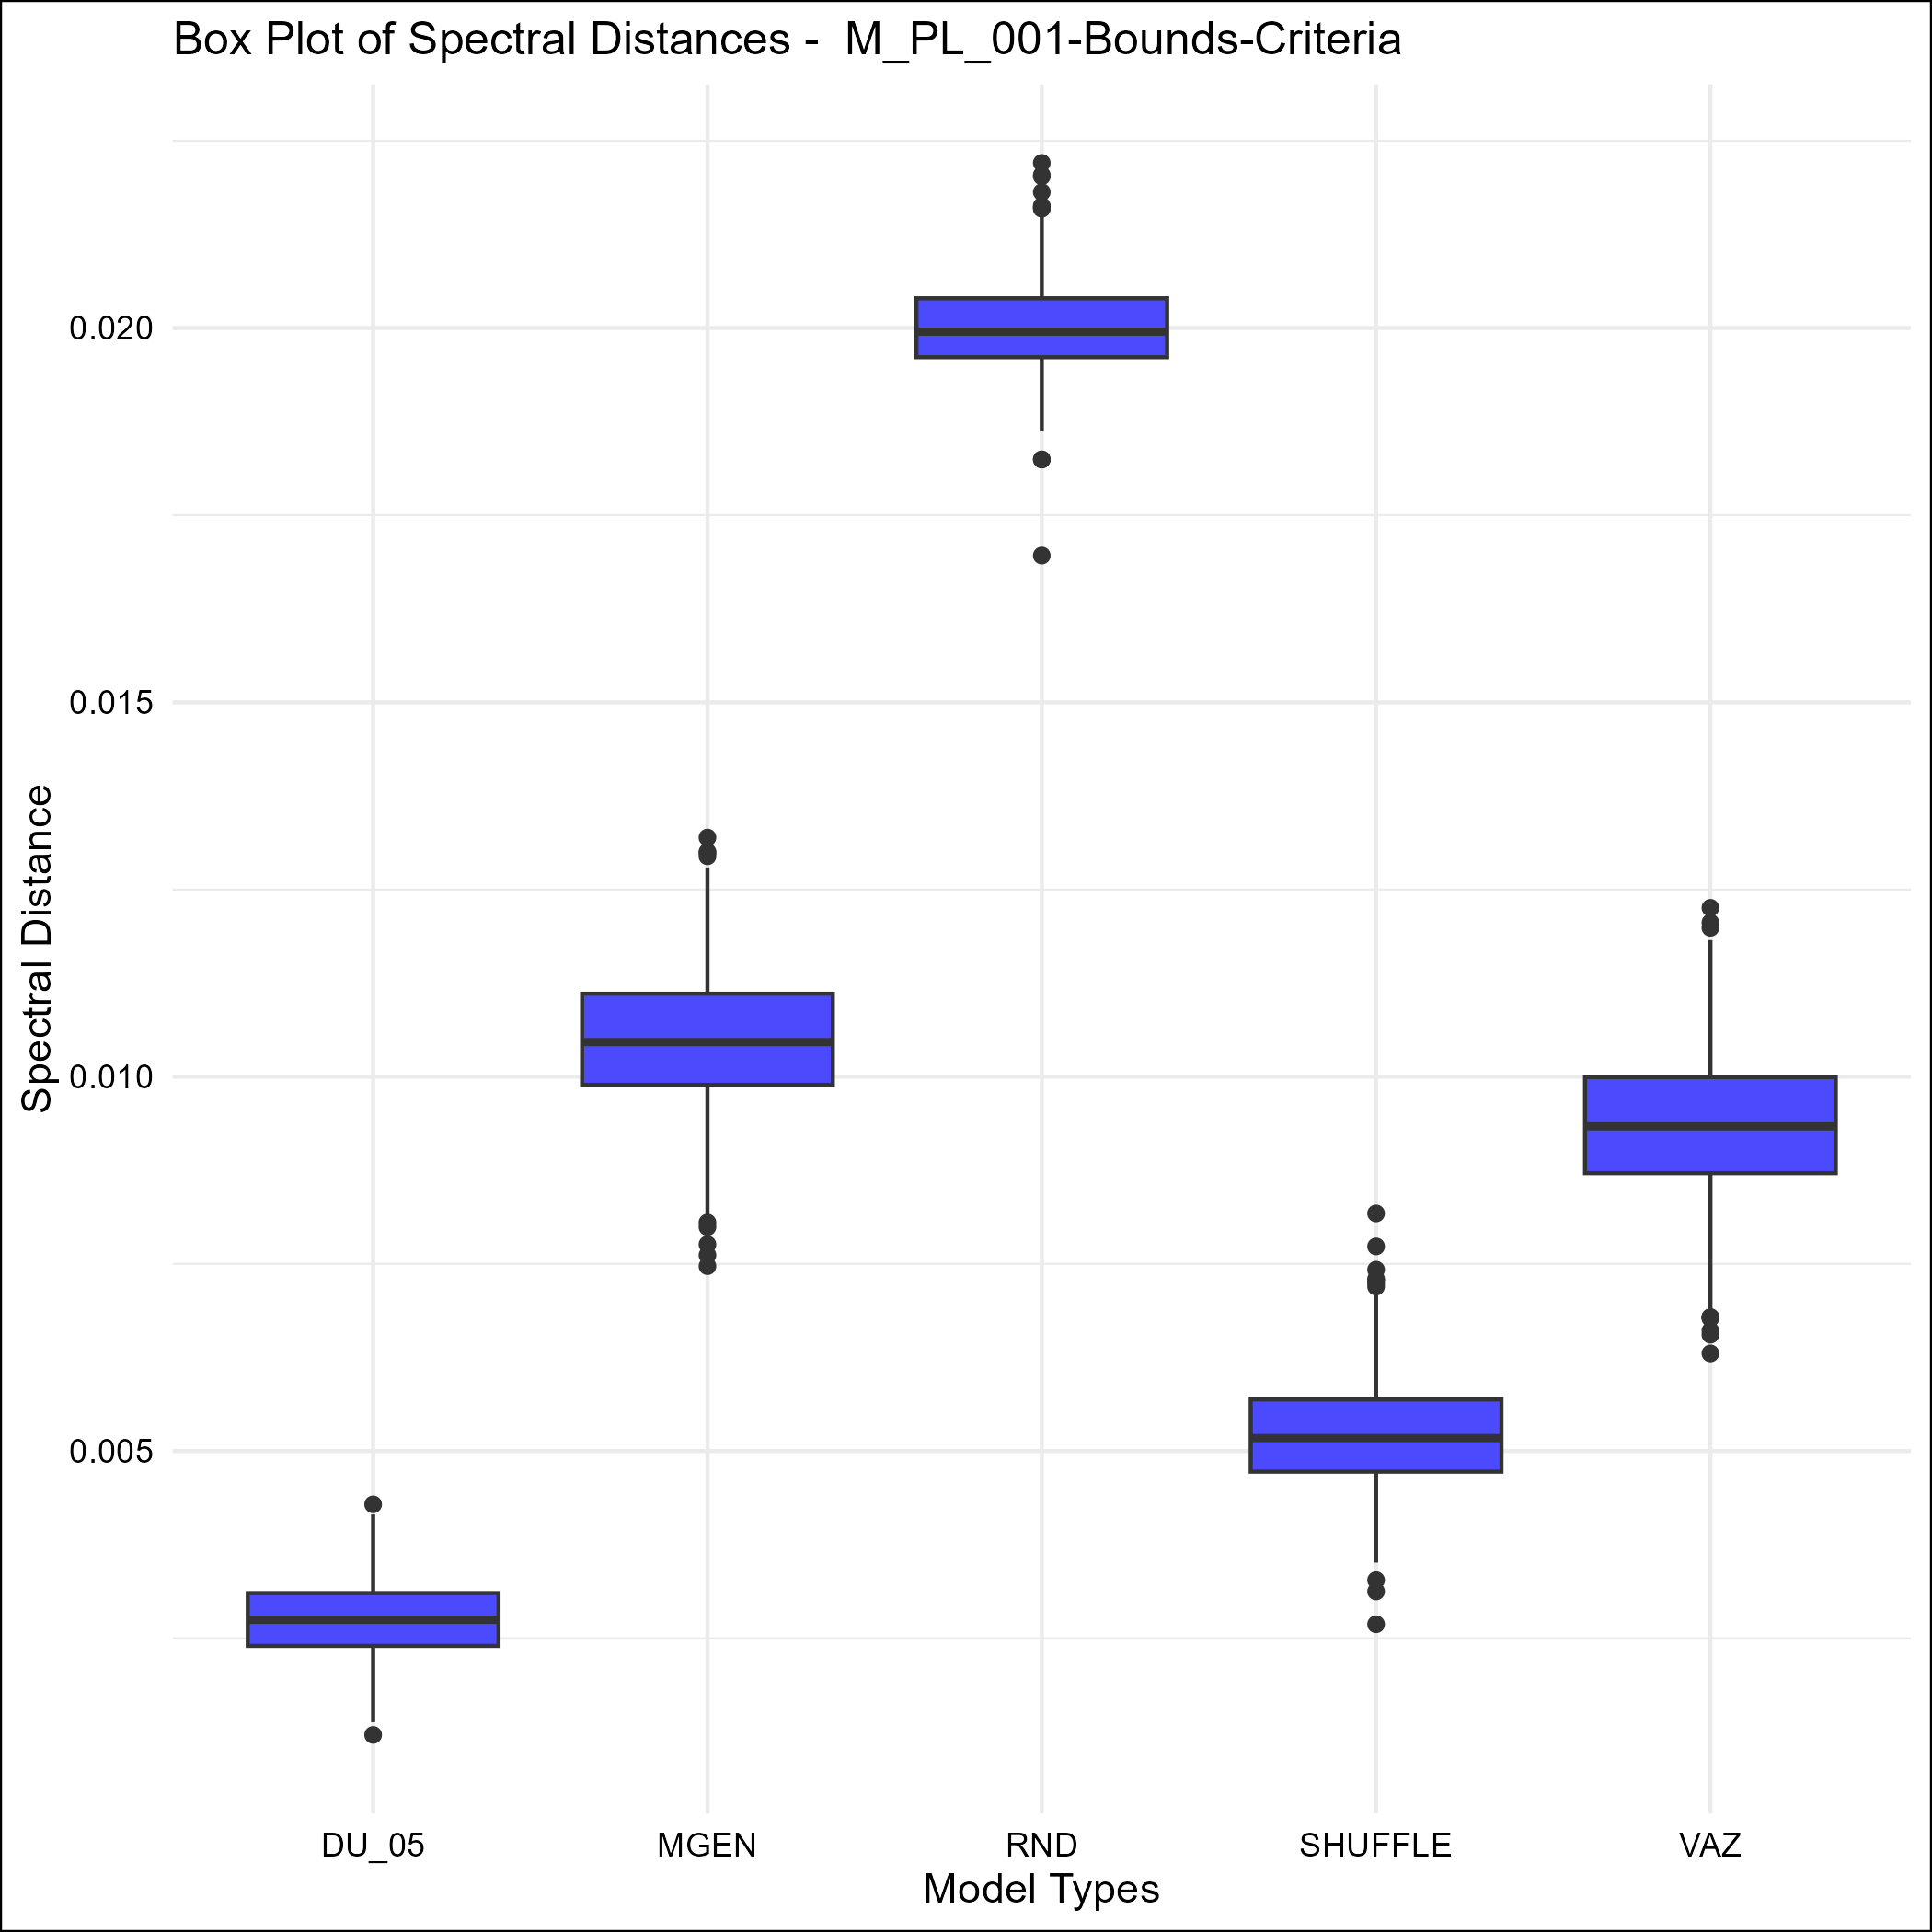 Box Plot of Spectral Distances -  M_PL_001-Bounds-Criteria
Spectral Distance
0.020
0.015
0.010
0.005
DU_05
MGEN
RND
SHUFFLE
VAZ
Model Types